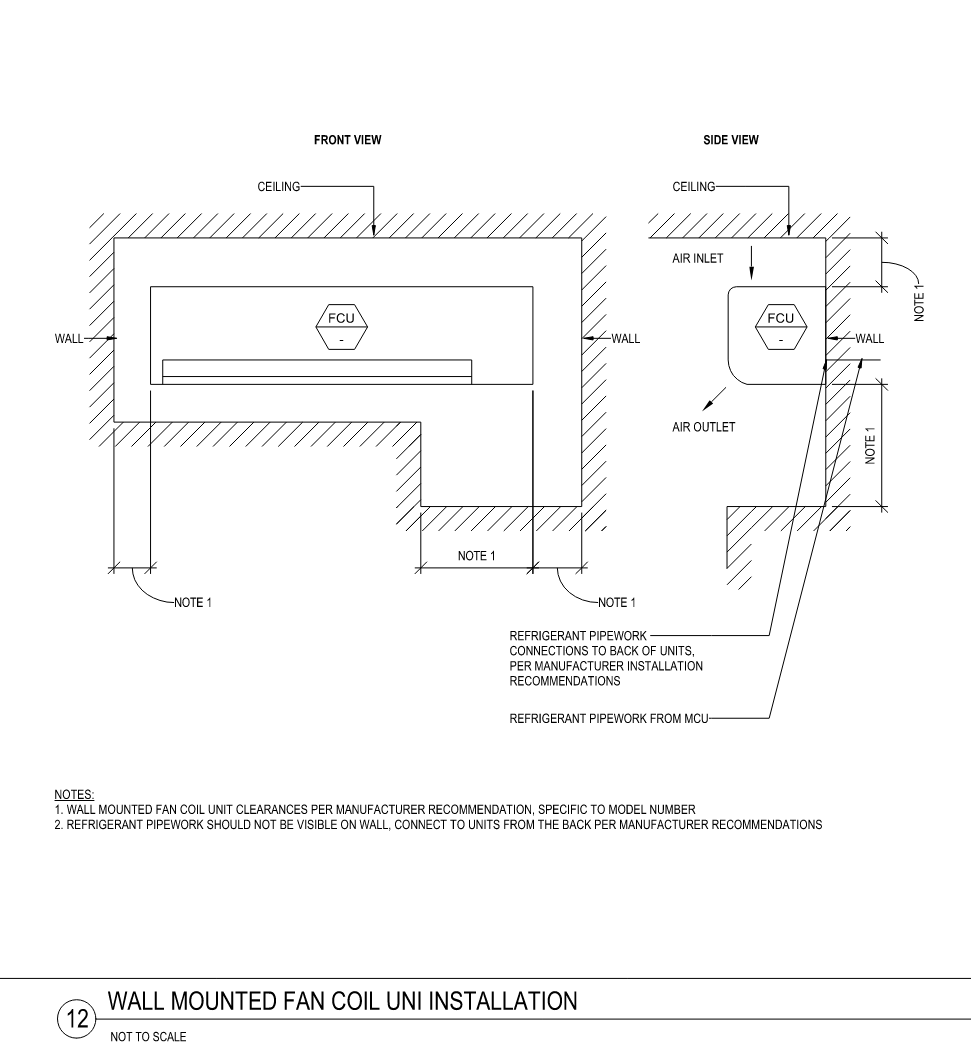 FRONT VIEW
SIDE VIEW
CEILING
CEILING
AIR INLET
NOTE 1
FCU
-
FCU
-
WALL
WALL
WALL
AIR OUTLET
NOTE 1
NOTE 1
NOTE 1
NOTE 1
REFRIGERANT PIPEWORK
CONNECTIONS TO BACK OF UNITS,
PER MANUFACTURER INSTALLATION
RECOMMENDATIONS
REFRIGERANT PIPEWORK FROM MCU
NOTES:
1. WALL MOUNTED FAN COIL UNIT CLEARANCES PER MANUFACTURER RECOMMENDATION, SPECIFIC TO MODEL NUMBER
2. REFRIGERANT PIPEWORK SHOULD NOT BE VISIBLE ON WALL, CONNECT TO UNITS FROM THE BACK PER MANUFACTURER RECOMMENDATIONS
12
WALL MOUNTED FAN COIL UNI INSTALLATION
NOT TO SCALE